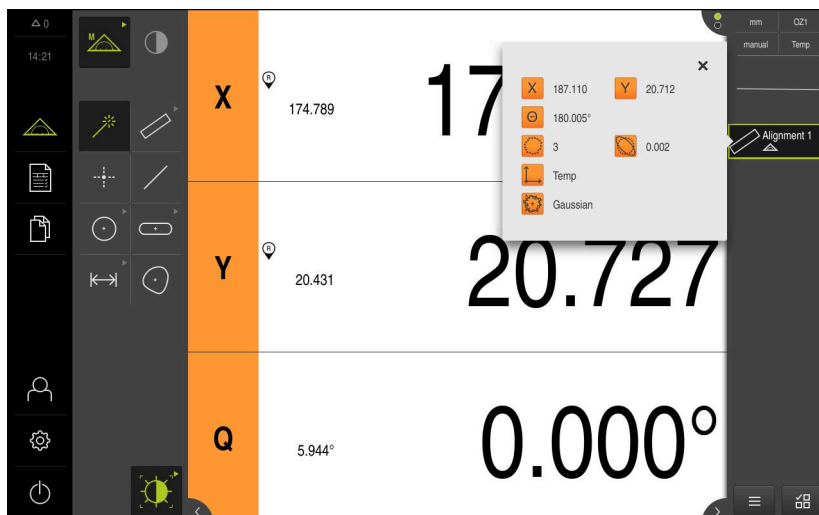 △ 0
14:21
M
X
R
174.789
17
Y
R
20.431
20.727
Q
5.944°
0.000°
X 187.110 Y 20.712
Θ 180.005°
3 0.002
Temp
Gaussian
mm OZ1
manual Temp
Alignment 1